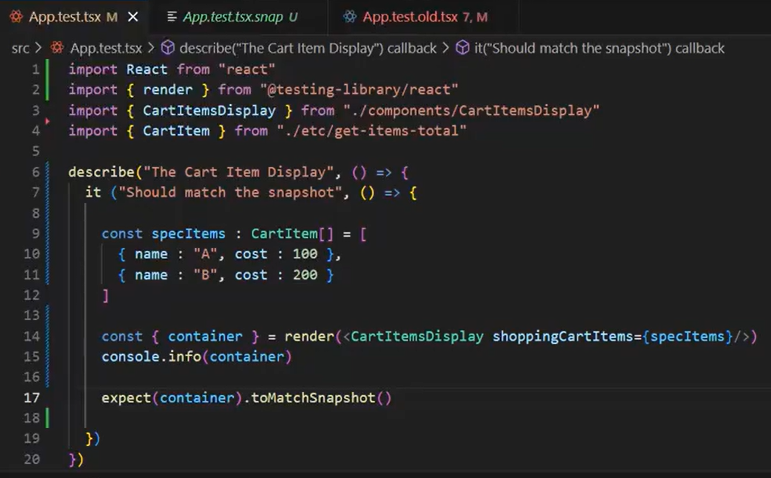 App.test.tsx M × App.test.tsx.snap U App.test.old.tsx 7, M
src > App.test.tsx > describe("The Cart Item Display") callback > it("Should match the snapshot") callback
1 import React from "react"
2 import { render } from "@testing-library/react"
3 import { CartItemsDisplay } from "./components/CartItemsDisplay"
4 import { CartItem } from "./etc/get-items-total"
5
6 describe("The Cart Item Display", () => {
7 it ("Should match the snapshot", () => {
8
9 const specItems : CartItem[] = [
10 { name : "A", cost : 100 },
11 { name : "B", cost : 200 }
12 ]
13
14 const { container } = render(<CartItemsDisplay shoppingCartItems={specItems}/>)
15 console.info(container)
16
17 expect(container).toMatchSnapshot()
18
19 })
20 })